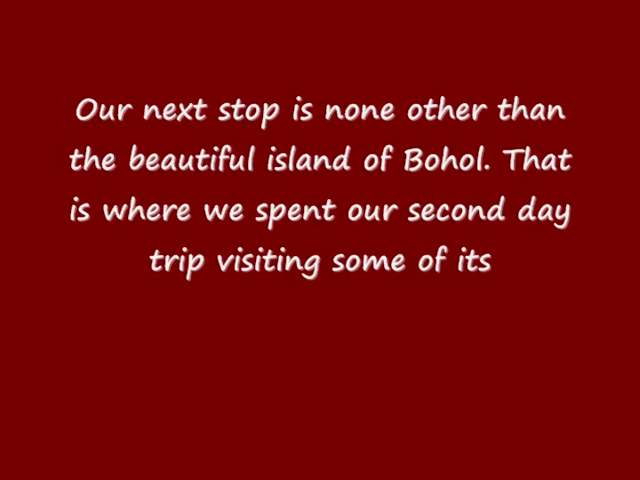 Our next stop is none other than
the beautiful island of Bohol. That
is where we spent our second day
trip visiting some of its